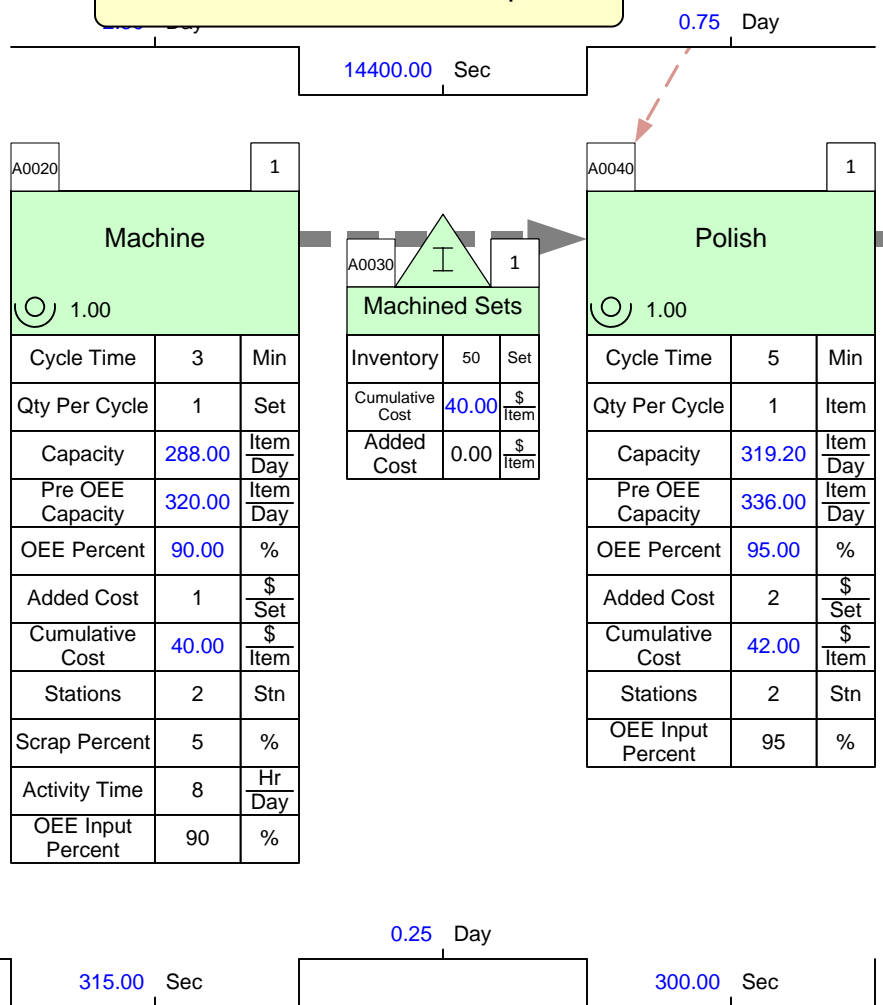 0.75 Day
14400.00 Sec
A0020 1
Machine
1.00
Cycle Time 3 Min
Qty Per Cycle 1 Set
Capacity 288.00 Item
Day
Pre OEE
Capacity 320.00 Item
Day
OEE Percent 90.00 %
Added Cost 1 $
Set
Cumulative
Cost 40.00 $
Item
Stations 2 Stn
Scrap Percent 5 %
Activity Time 8 Hr
Day
OEE Input
Percent 90 %
A0030 I 1
Machined Sets
Inventory 50 Set
Cumulative
Cost 40.00 $
Item
Added
Cost 0.00 $
Item
A0040 1
Polish
1.00
Cycle Time 5 Min
Qty Per Cycle 1 Item
Capacity 319.20 Item
Day
Pre OEE
Capacity 336.00 Item
Day
OEE Percent 95.00 %
Added Cost 2 $
Set
Cumulative
Cost 42.00 $
Item
Stations 2 Stn
OEE Input
Percent 95 %
0.25 Day
315.00 Sec
300.00 Sec